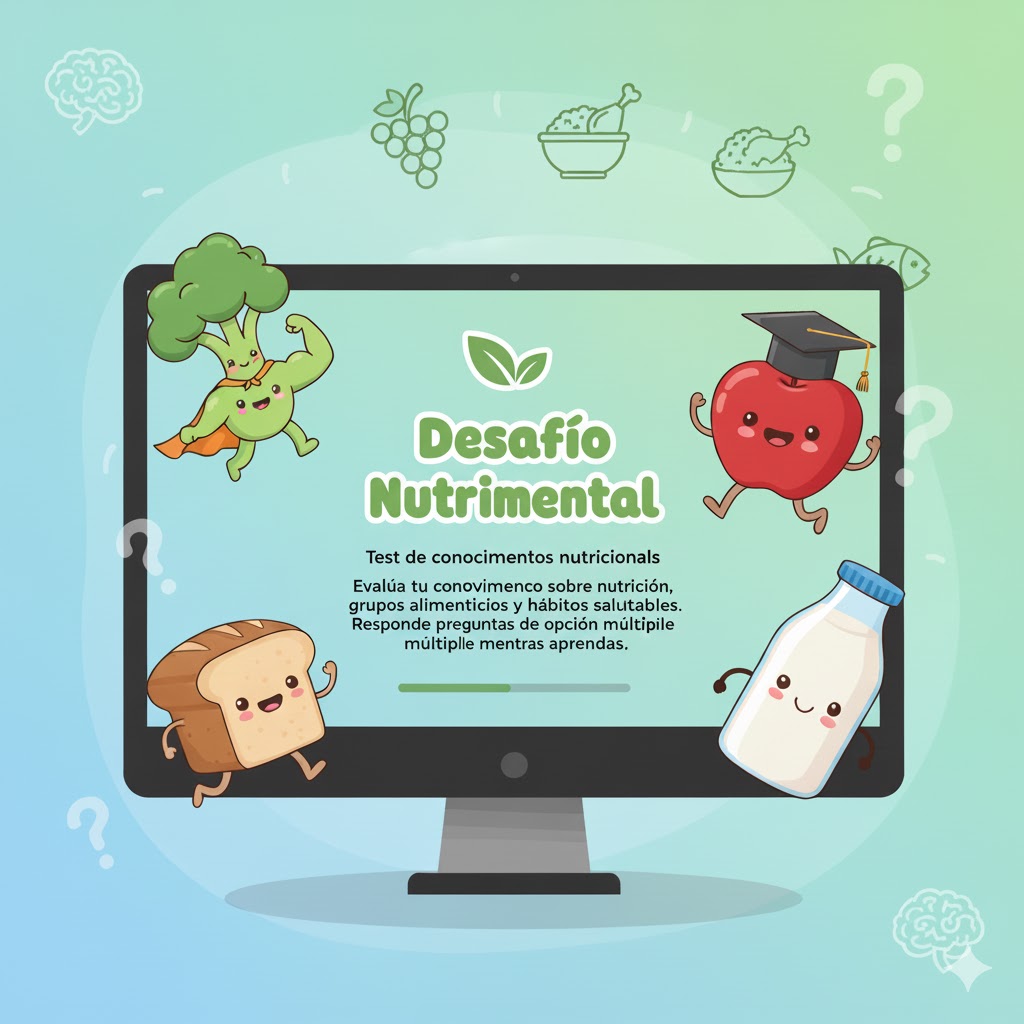 Desafío
Nutrimental
Test de conocimentos nutricionals
Evalúa tu conovimenco sobre nutrición,
grupos alimenticios y hábitos salutables.
Responde preguntas de opción múltipile
múltiplle mentras aprendas.